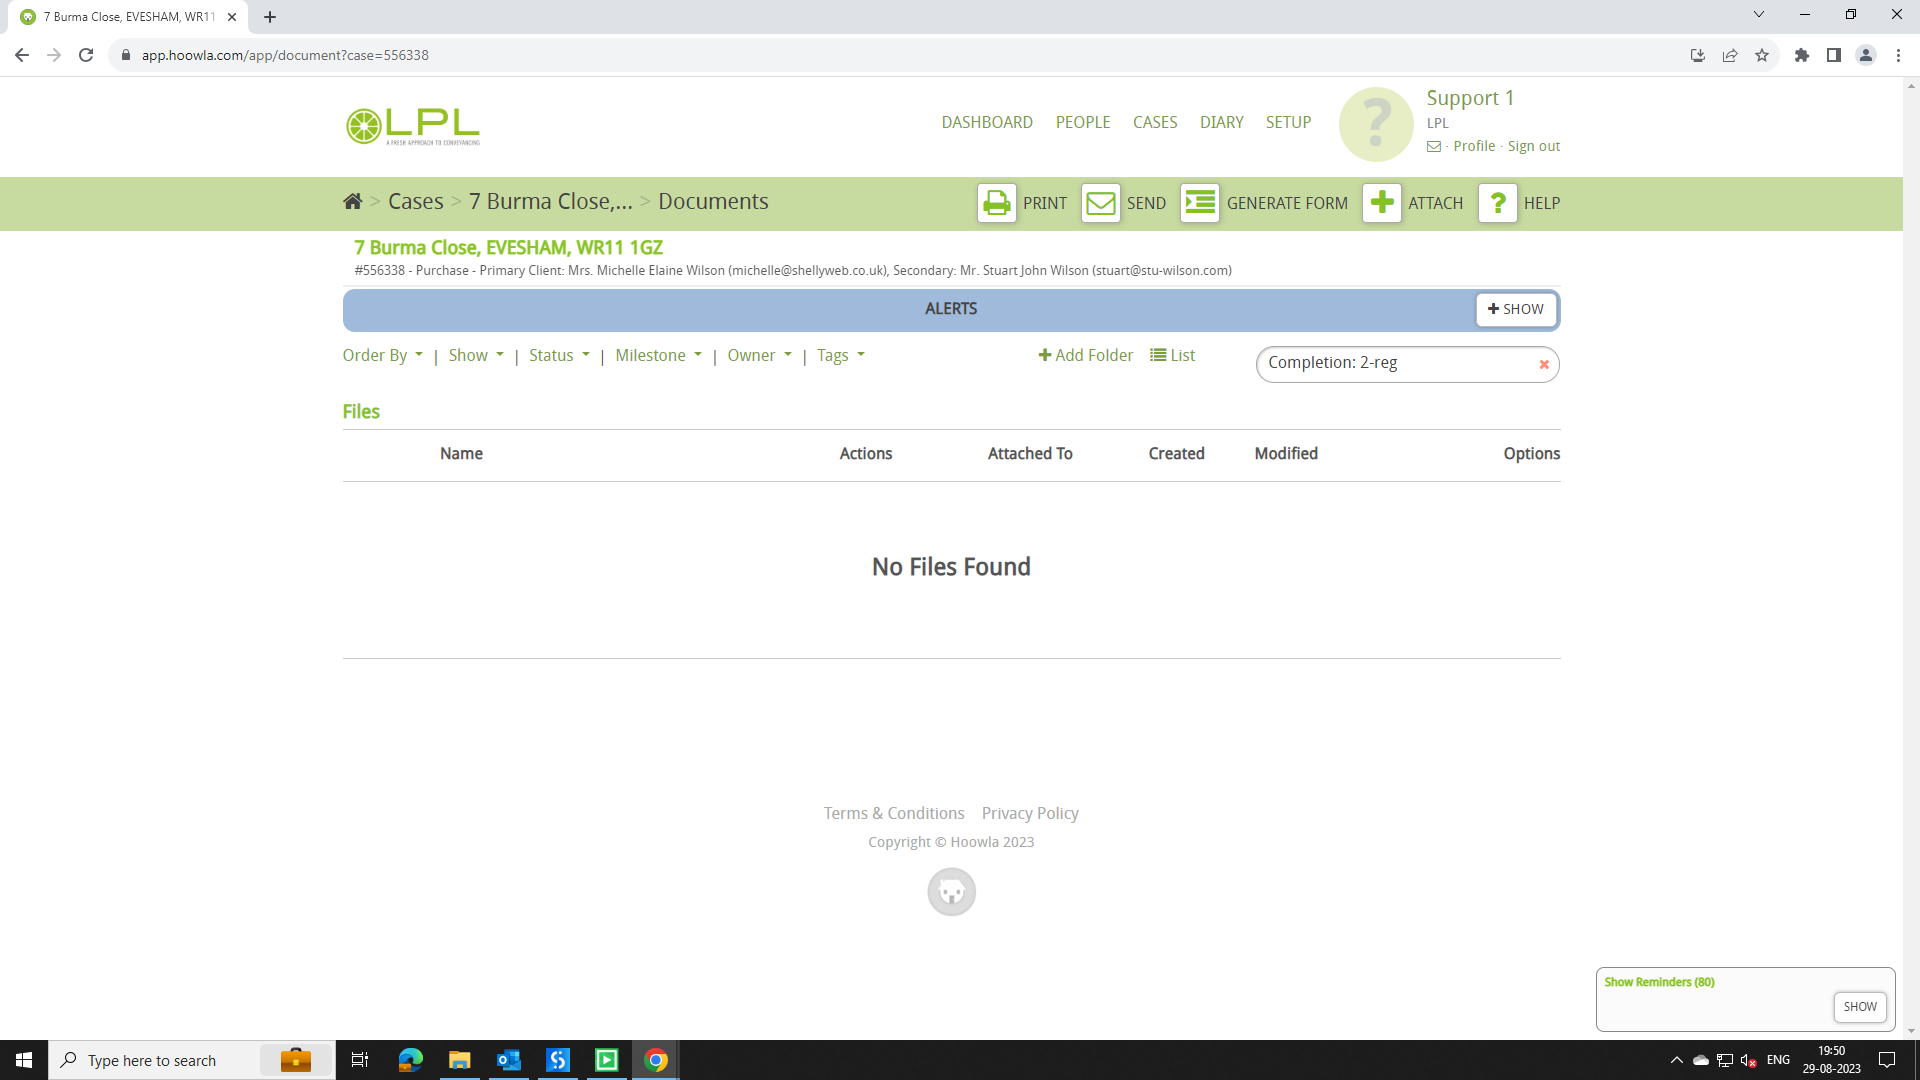 7 Burma Close, EVESHAM, WR11
app.hoowla.com/app/document?case=556338
LPL
A FRESH APPROACH TO CONVEYANCING
DASHBOARD PEOPLE CASES DIARY SETUP
?
Support 1
LPL
· Profile · Sign out
> Cases > 7 Burma Close,... > Documents
PRINT SEND GENERATE FORM ATTACH ? HELP
7 Burma Close, EVESHAM, WR11 1GZ
#556338 - Purchase - Primary Client: Mrs. Michelle Elaine Wilson (michelle@shellyweb.co.uk), Secondary: Mr. Stuart John Wilson (stuart@stu-wilson.com)
ALERTS
SHOW
Order By | Show | Status | Milestone | Owner | Tags
Add Folder List
Completion: 2-reg
Files
Name Actions Attached To Created Modified Options
No Files Found
Terms & Conditions Privacy Policy
Copyright © Hoowla 2023
Show Reminders (80)
SHOW
Type here to search
ENG
19:50
29-08-2023